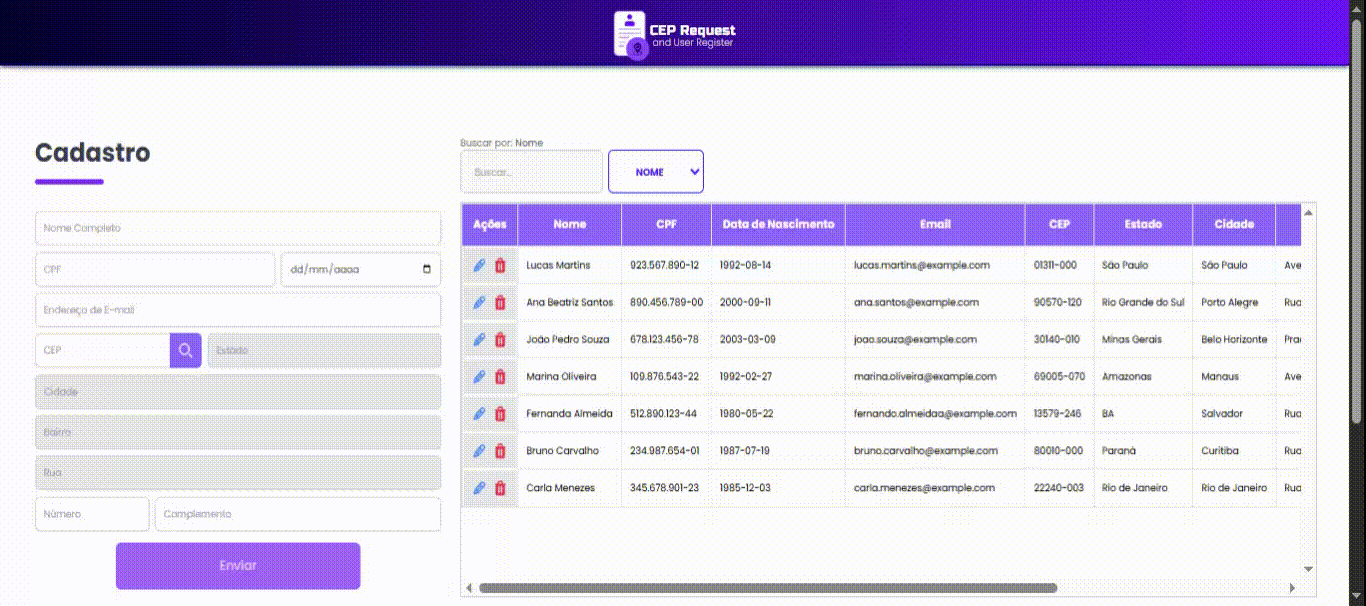 CEP Request
and User Register
Cadastro
Nome Completo
CPF
dd/mm/aaaa
Endereço de E-mail
CEP
Estado
Cidade
Bairro
Rua
Número
Complemento
Enviar
Buscar por: Nome
Buscar...
NOME
Ações Nome CPF Data de Nascimento Email CEP Estado Cidade
Lucas Martins 923.567.890-12 1992-08-14 lucas.martins@example.com 01311-000 São Paulo São Paulo Ave
Ana Beatriz Santos 890.456.789-00 2000-09-11 ana.santos@example.com 90570-120 Rio Grande do Sul Porto Alegre Rua
João Pedro Souza 678.123.456-78 2003-03-09 joao.souza@example.com 30140-010 Minas Gerais Belo Horizonte Pra
Marina Oliveira 109.876.543-22 1992-02-27 marina.oliveira@example.com 69005-070 Amazonas Manaus Ave
Fernanda Almeida 512.890.123-44 1980-05-22 fernando.almeidaa@example.com 13579-246 BA Salvador Rua
Bruno Carvalho 234.987.654-01 1987-07-19 bruno.carvalho@example.com 80010-000 Paraná Curitiba Rua
Carla Menezes 345.678.901-23 1985-12-03 carla.menezes@example.com 22240-003 Rio de Janeiro Rio de Janeiro Rua